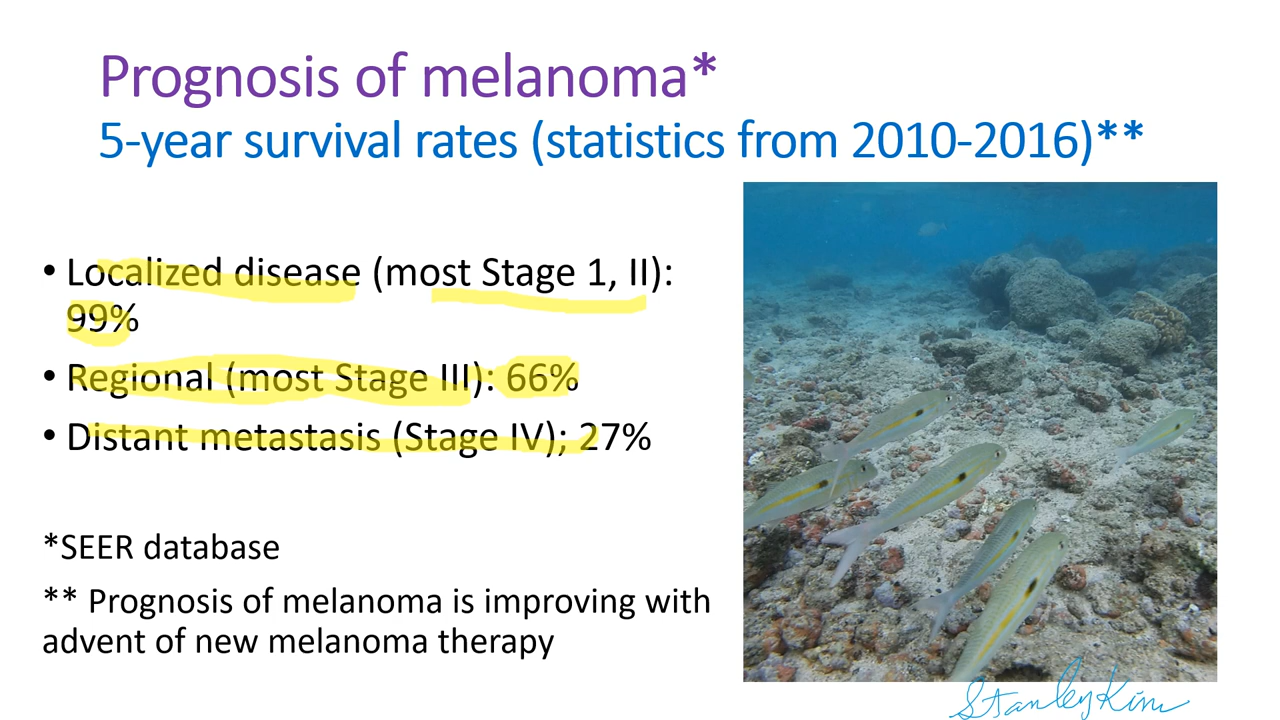 Prognosis of melanoma*
5-year survival rates (statistics from 2010-2016)**
• Localized disease (most Stage 1, II):
99%
• Regional (most Stage III): 66%
• Distant metastasis (Stage IV); 27%
*SEER database
** Prognosis of melanoma is improving with
advent of new melanoma therapy
Stanley Kim